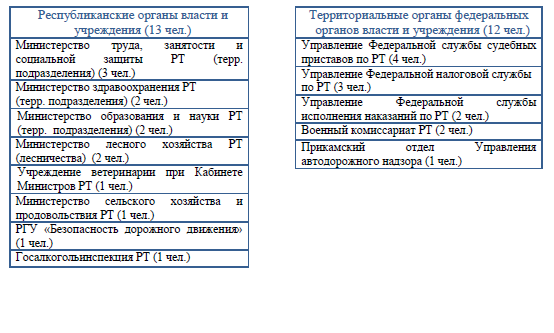 Республиканские органы власти и
учреждения (13 чел.)
Министерство труда, занятости и
социальной защиты РТ (терр.
подразделения) (3 чел.)
Министерство здравоохранения РТ
(терр. подразделения) (2 чел.)
Министерство образования и науки РТ
(терр. подразделения) (2 чел.)
Министерство лесного хозяйства РТ
(лесничества) (2 чел.)
Учреждение ветеринарии при Кабинете
Министров РТ (1 чел.)
Министерство сельского хозяйства и
продовольствия РТ (1 чел.)
РГУ «Безопасность дорожного движения»
(1 чел.)
Госалкогольинспекция РТ (1 чел.)
Территориальные органы федеральных
органов власти и учреждения (12 чел.)
Управление Федеральной службы судебных
приставов по РТ (4 чел.)
Управление Федеральной налоговой службы
по РТ (3 чел.)
Управление Федеральной службы
исполнения наказаний по РТ (2 чел.)
Военный комиссариат РТ (2 чел.)
Прикамский отдел Управления
автодорожного надзора (1 чел.)